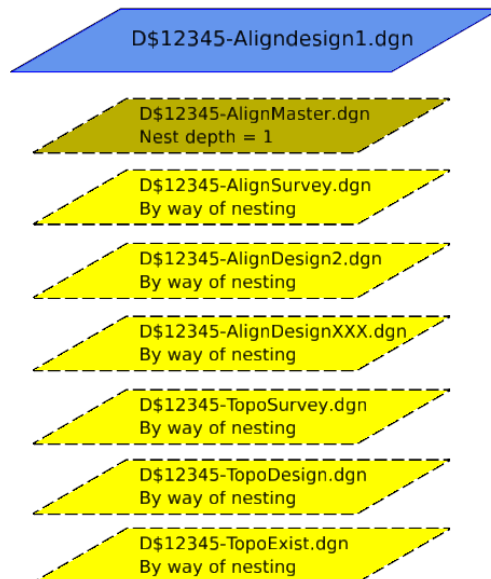 D$12345-Aligndesign1.dgn
D$12345-AlignMaster.dgn
Nest depth = 1
D$12345-AlignSurvey.dgn
By way of nesting
D$12345-AlignDesign2.dgn
By way of nesting
D$12345-AlignDesignXXX.dgn
By way of nesting
D$12345-TopoSurvey.dgn
By way of nesting
D$12345-TopoDesign.dgn
By way of nesting
D$12345-TopoExist.dgn
By way of nesting